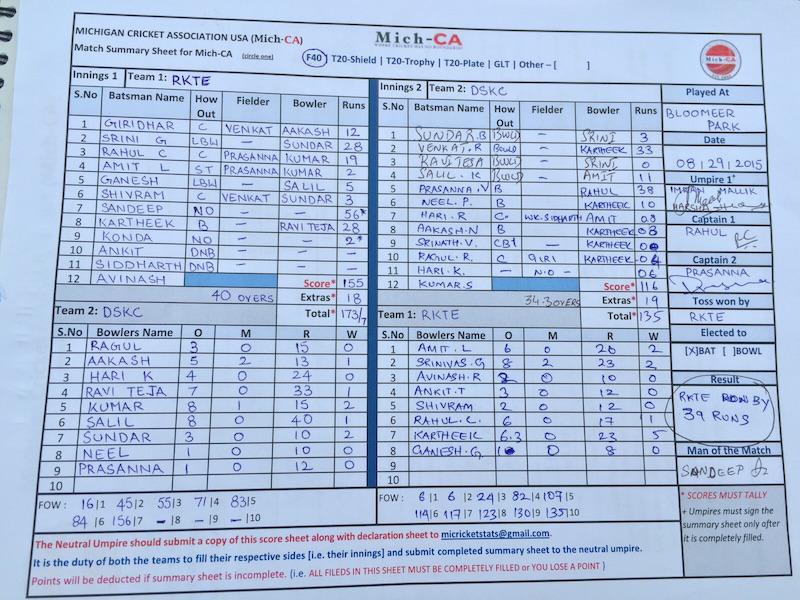 MICHIGAN CRICKET ASSOCIATION USA (Mich-CA)
Mich-CA
Match Summary Sheet for Mich-CA (circle one) F40 | T20-Shield | T20-Trophy | T20-Plate | GLT | Other – [ ]
Mich-CA
Innings 1 Team 1: RKTE
S.No Batsman Name How Out Fielder Bowler Runs
1 GIRIDHAR C VENKAT AAKASH 12
2 SRINI G LBW – SUNDAR 28
3 RAHUL C C PRASANNA KUMAR 19
4 AMIT L ST PRASANNA KUMAR 2
5 GANESH LBW – SALIL 5
6 SHIVRAM C VENKAT SUNDAR 3
7 SANDEEP NO – – 56*
8 KARTHEEK B – RAVI TEJA 28
9 KONDA NO – – 2*
10 ANKIT DNB – – –
11 SIDDHARTH DNB – – –
12 AVINASH Score* 155
40 OVERS Extras* 18
Total* 173/7
Team 2: DSKC
S.No Bowlers Name O M R W
1 RAGUL 3 0 15 0
2 AAKASH 5 2 13 1
3 HARI K 4 0 24 0
4 RAVI TEJA 7 0 33 1
5 KUMAR 8 1 15 2
6 SALIL 8 0 40 1
7 SUNDAR 3 0 10 2
8 NEEL 1 0 10 0
9 PRASANNA 1 0 12 0
10
FOW : 16|1 45|2 55|3 71|4 83|5
84|6 156|7 –|8 –|9 –|10
Innings 2 Team 2: DSKC
S.No Batsman Name How Out Fielder Bowler Runs
1 SUNDAR.B BWLD – SRINI 3
2 VENKAT.R BOWLD – KARTHEEK 33
3 RAVITEJA BWLD – SRINI 0
4 SALIL.K BWLD – AMIT 11
5 PRASANNA.V B RAHUL 38
6 NEEL.P. B KARTHEEK 10
7 HARI.R C WK.SIDHARTH AMIT 03
8 AAKASH.N B KARTHEEK 03
9 SRINATH.V. CBT – KARTHEEK
10 RAGUL.R. C GIRI KARTHEEK 04
11 HARI.K. – N.O – 06
12 KUMAR.S Score* 116
34.3 OVERS Extras* 19
Total* 135
Team 1: RKTE
S.No Bowlers Name O M R W
1 AMIT.L 6 0 26 2
2 SRINIVAS.G 8 2 23 2
3 AVINASH.R 2 0 10 0
4 ANKIT.T 3 0 12 0
5 SHIVRAM 2 0 12 0
6 RAHUL.C. 6 0 17 1
7 KARTHEEK 6.3 0 23 5
8 GANESH.G. 1 0 8 0
9
10
FOW : 6|1 6|2 24|3 82|4 107|5
114|6 117|7 123|8 130|9 135|10
Played At
BLOOMEER PARK
Date
08/29/2015
Umpire 1+
IMRAN MALLIK
Captain 1
RAHUL
Captain 2
PRASANNA
Toss won by
RKTE
Elected to
[X]BAT [ ]BOWL
Result
RKTE WON BY
39 RUNS
Man of the Match
SANDEEP
* SCORES MUST TALLY
+ Umpires must sign the
summary sheet only after
it is completely filled.
The Neutral Umpire should submit a copy of this score sheet along with declaration sheet to micricketstats@gmail.com.
It is the duty of both the teams to fill their respective sides [i.e. their innings] and submit completed summary sheet to the neutral umpire.
Points will be deducted if summary sheet is incomplete. (i.e. ALL FILEDS IN THIS SHEET MUST BE COMPLETELY FILLED or YOU LOSE A POINT )